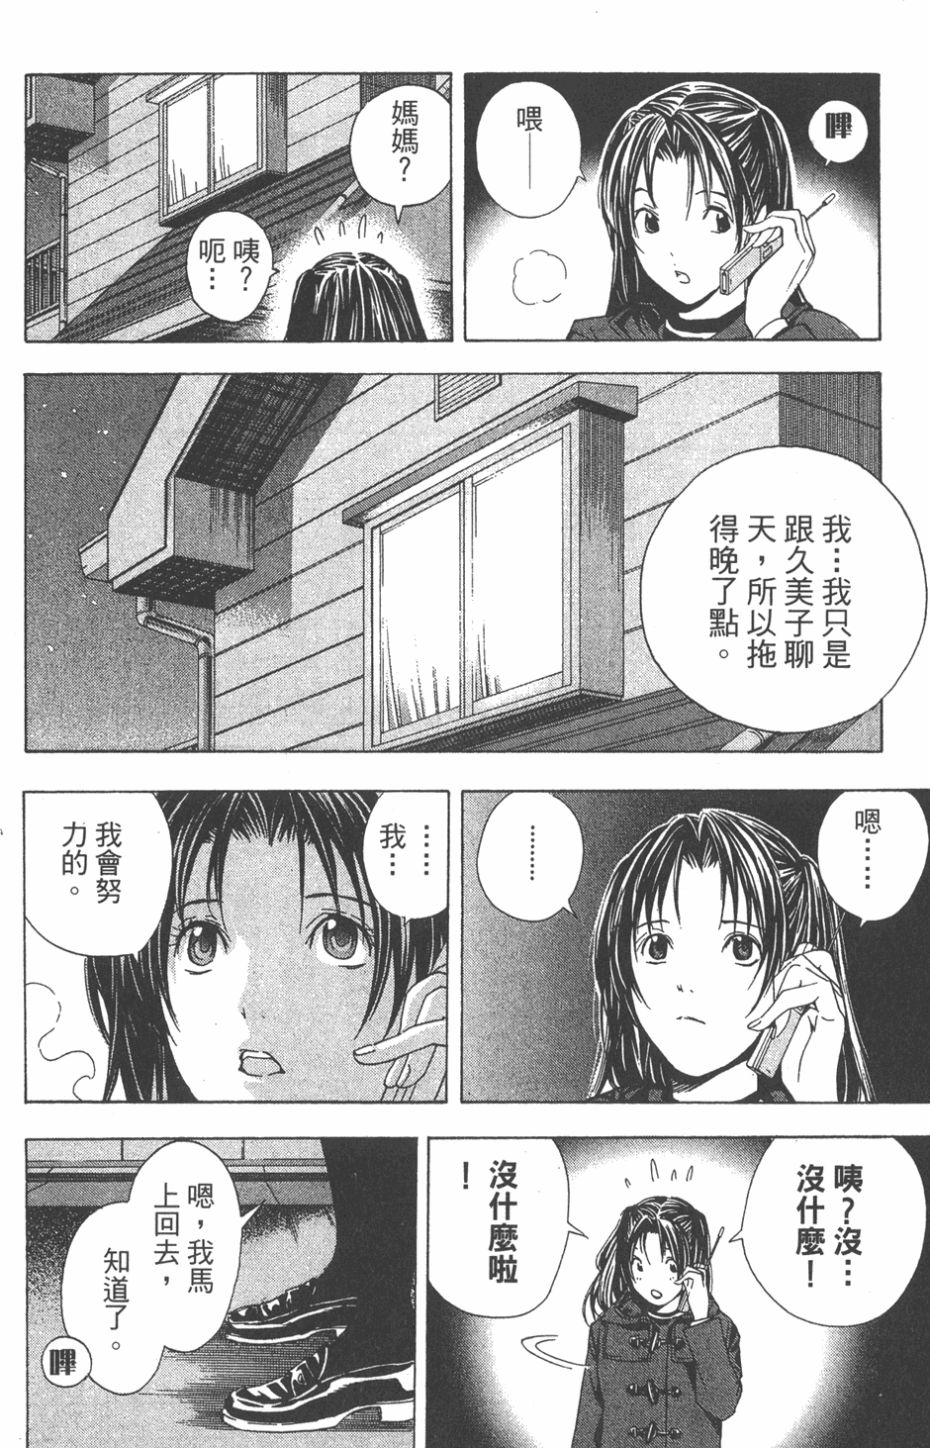 嗶
喂——
媽媽?
咦?
呃…
我…我只是
跟久美子聊
天,所以拖
得晚了點。
嗯……
………
……
我…
我會努
力的。
咦?沒…
沒什麼!
沒什麼啦
!
嗯,我馬
上回去,
知道了。
嗶